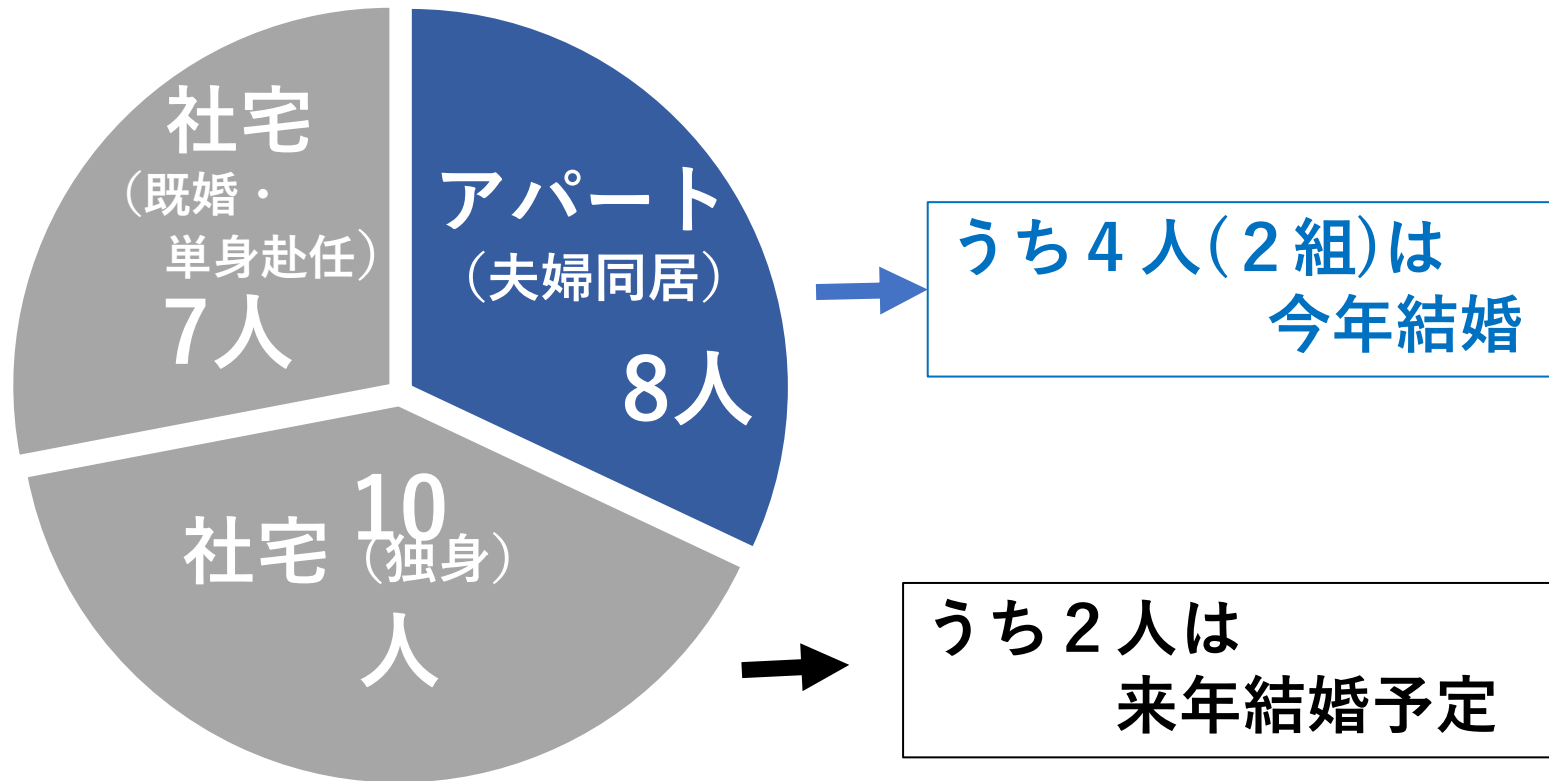 社宅
（既婚・
単身赴任）
7人
アパート
（夫婦同居）
8人
うち４人(２組)は
今年結婚
10
社宅（独身）
人
うち２人は
来年結婚予定